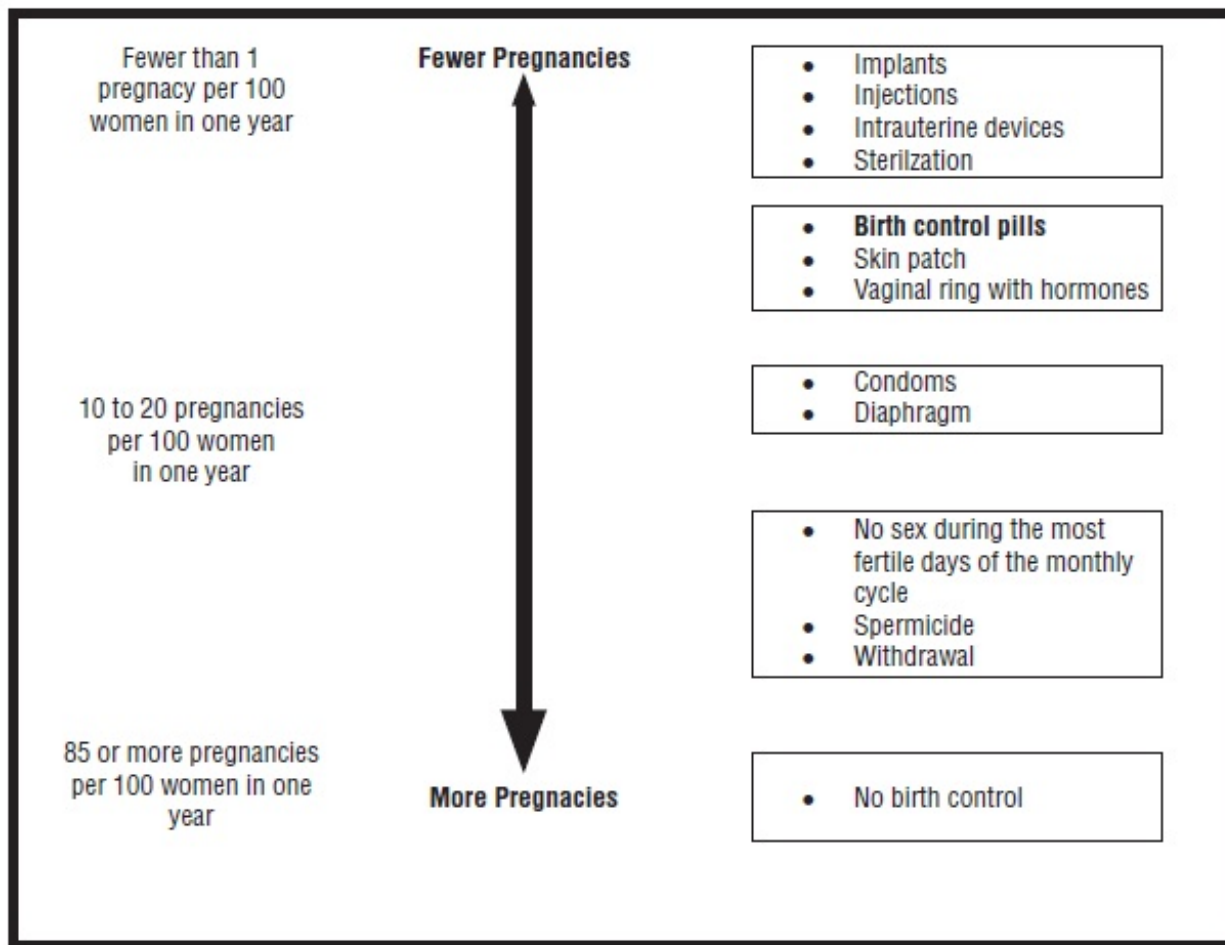 Fewer than 1
pregnacy per 100
women in one year
Fewer Pregnancies
• Implants
• Injections
• Intrauterine devices
• Sterilzation
• Birth control pills
• Skin patch
• Vaginal ring with hormones
10 to 20 pregnancies
per 100 women
in one year
• Condoms
• Diaphragm
• No sex during the most
fertile days of the monthly
cycle
• Spermicide
• Withdrawal
85 or more pregnancies
per 100 women in one
year
More Pregnacies
• No birth control